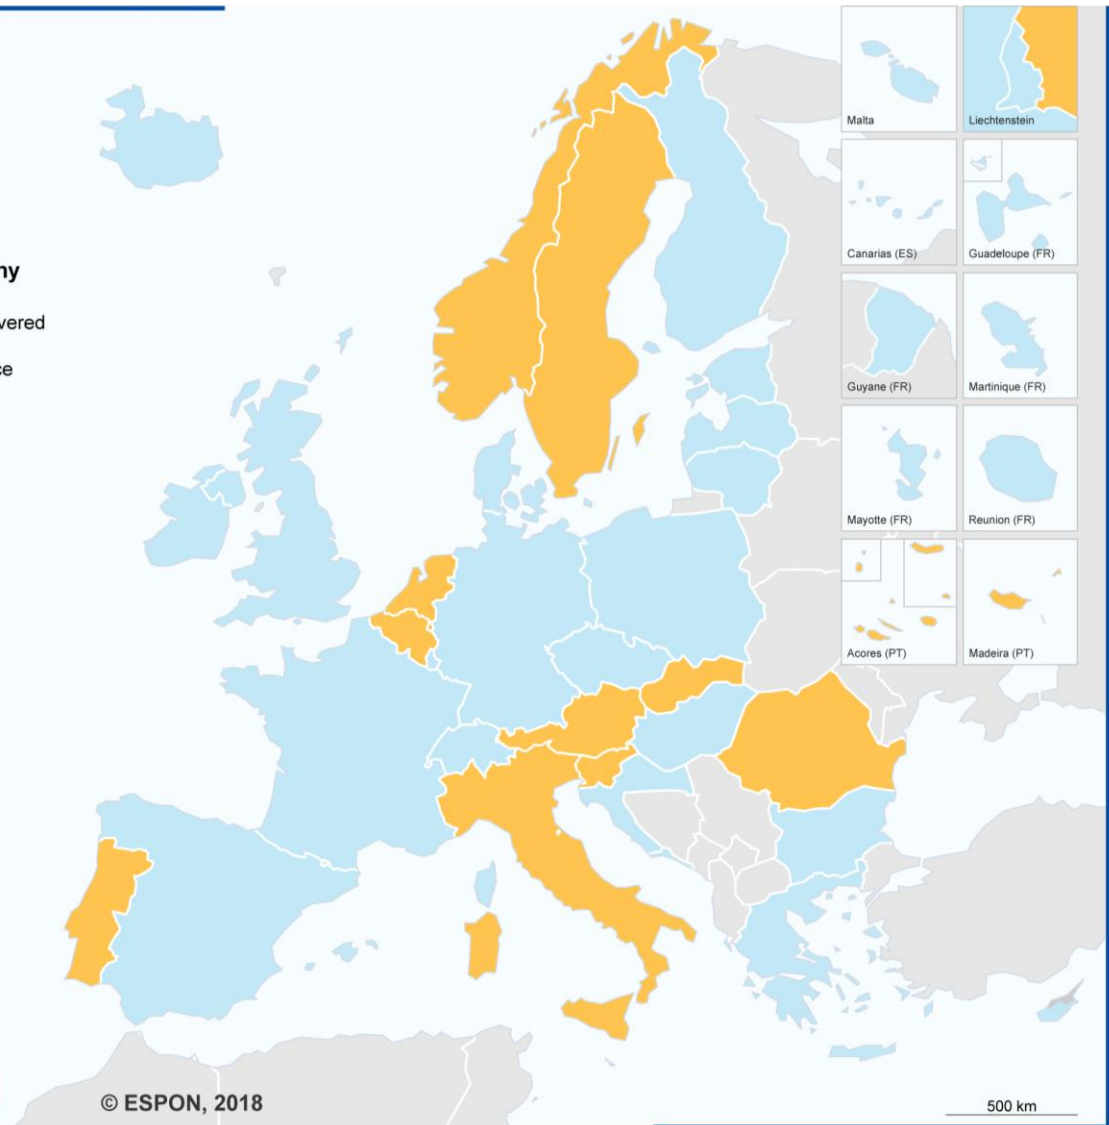 Malta
Liechtenstein
Canarias (ES)
Guadeloupe (FR)
Guyane (FR)
Martinique (FR)
Mayotte (FR)
Reunion (FR)
Acores (PT)
Madeira (PT)
ny
vered
ce
© ESPON, 2018
500 km